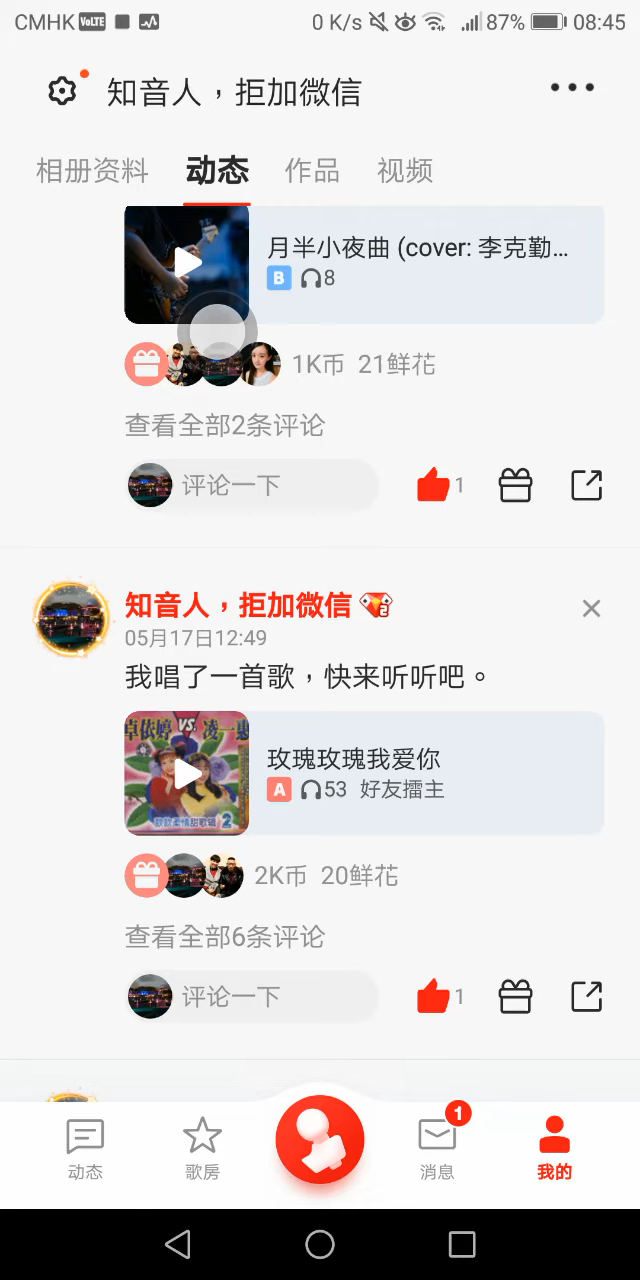 CMHK VoLTE 0 K/s 87% 08:45
知音人，拒加微信
相册资料 动态 作品 视频
月半小夜曲 (cover: 李克勤...
B 8
1K币 21鲜花
查看全部2条评论
评论一下 1
知音人，拒加微信 2
05月17日12:49
我唱了一首歌，快来听听吧。
卓依婷 VS. 凌一惠
2
玫瑰玫瑰我爱你
A 53 好友擂主
2K币 20鲜花
查看全部6条评论
评论一下 1
1
动态 歌房 消息 我的